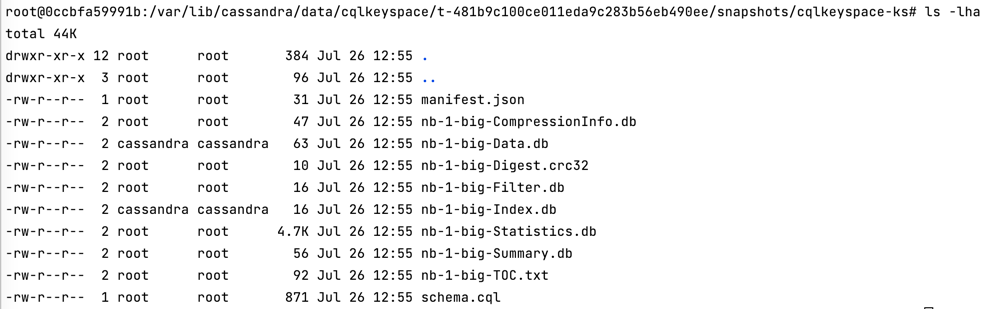 root@0ccbfa59991b:/var/lib/cassandra/data/cqlkeyspace/t-481b9c100ce011eda9c283b56eb490ee/snapshots/cqlkeyspace-ks# ls -lha
total 44K
drwxr-xr-x 12 root      root       384 Jul 26 12:55 .
drwxr-xr-x  3 root      root        96 Jul 26 12:55 ..
-rw-r--r--  1 root      root        31 Jul 26 12:55 manifest.json
-rw-r--r--  2 root      root        47 Jul 26 12:55 nb-1-big-CompressionInfo.db
-rw-r--r--  2 cassandra cassandra   63 Jul 26 12:55 nb-1-big-Data.db
-rw-r--r--  2 root      root        10 Jul 26 12:55 nb-1-big-Digest.crc32
-rw-r--r--  2 root      root        16 Jul 26 12:55 nb-1-big-Filter.db
-rw-r--r--  2 cassandra cassandra   16 Jul 26 12:55 nb-1-big-Index.db
-rw-r--r--  2 root      root      4.7K Jul 26 12:55 nb-1-big-Statistics.db
-rw-r--r--  2 root      root        56 Jul 26 12:55 nb-1-big-Summary.db
-rw-r--r--  2 root      root        92 Jul 26 12:55 nb-1-big-TOC.txt
-rw-r--r--  1 root      root       871 Jul 26 12:55 schema.cql